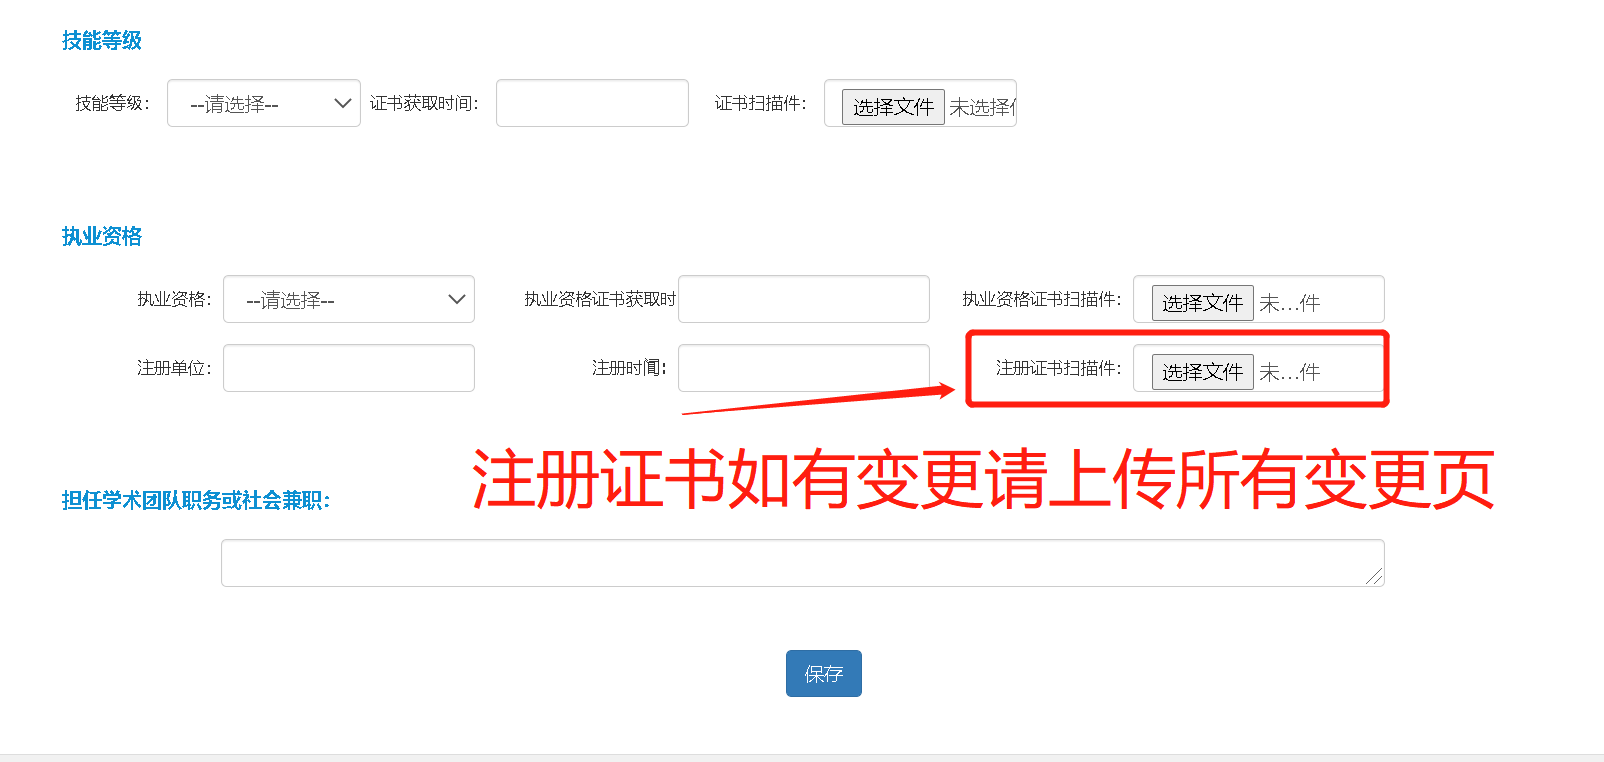 技能等级
技能等级： --请选择-- 证书获取时间： 证书扫描件： 选择文件 未选择
执业资格
执业资格： --请选择-- 执业资格证书获取时 执业资格证书扫描件： 选择文件 未...件
注册单位： 注册时间： 注册证书扫描件： 选择文件 未...件
注册证书如有变更请上传所有变更页
担任学术团队职务或社会兼职：
保存